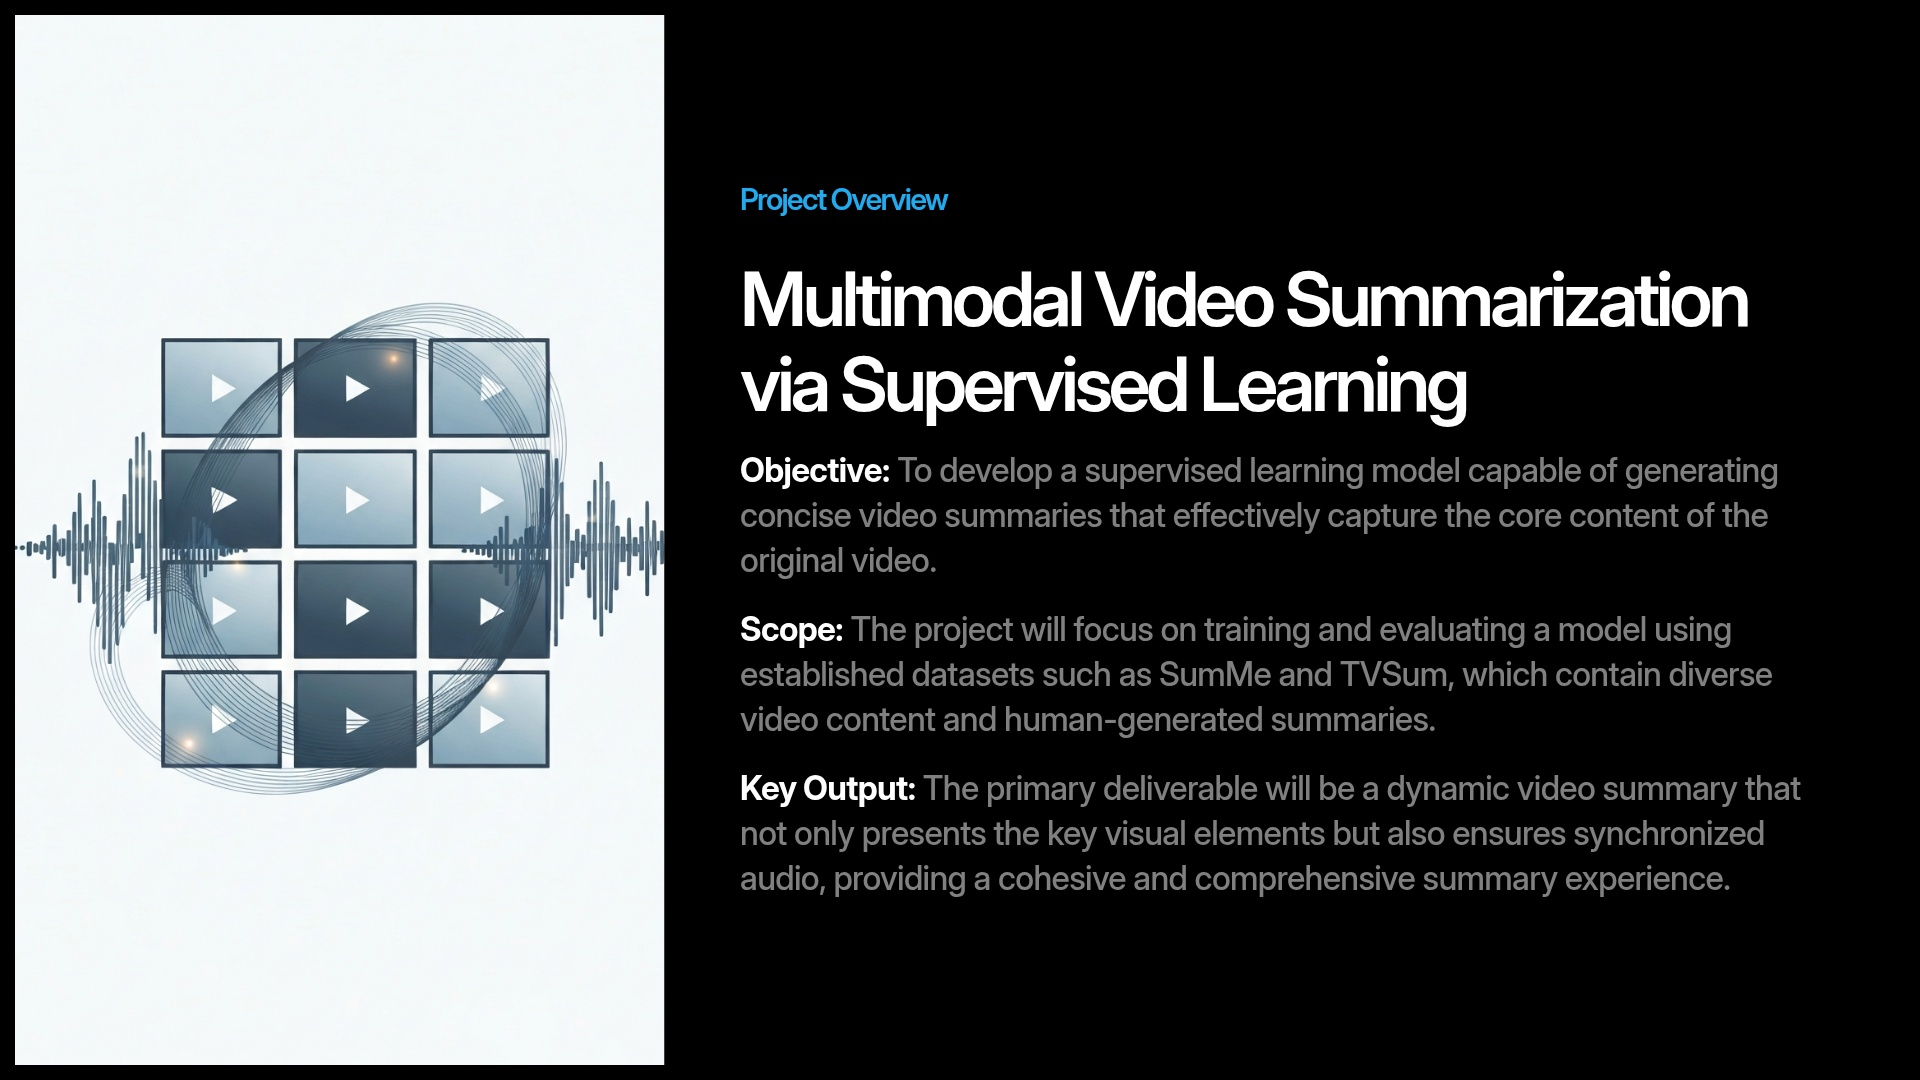 Project Overview
Multimodal Video Summarization
via Supervised Learning
Objective: To develop a supervised learning model capable of generating
concise video summaries that effectively capture the core content of the
original video.
Scope: The project will focus on training and evaluating a model using
established datasets such as SumMe and TVSum, which contain diverse
video content and human-generated summaries.
Key Output: The primary deliverable will be a dynamic video summary that
not only presents the key visual elements but also ensures synchronized
audio, providing a cohesive and comprehensive summary experience.